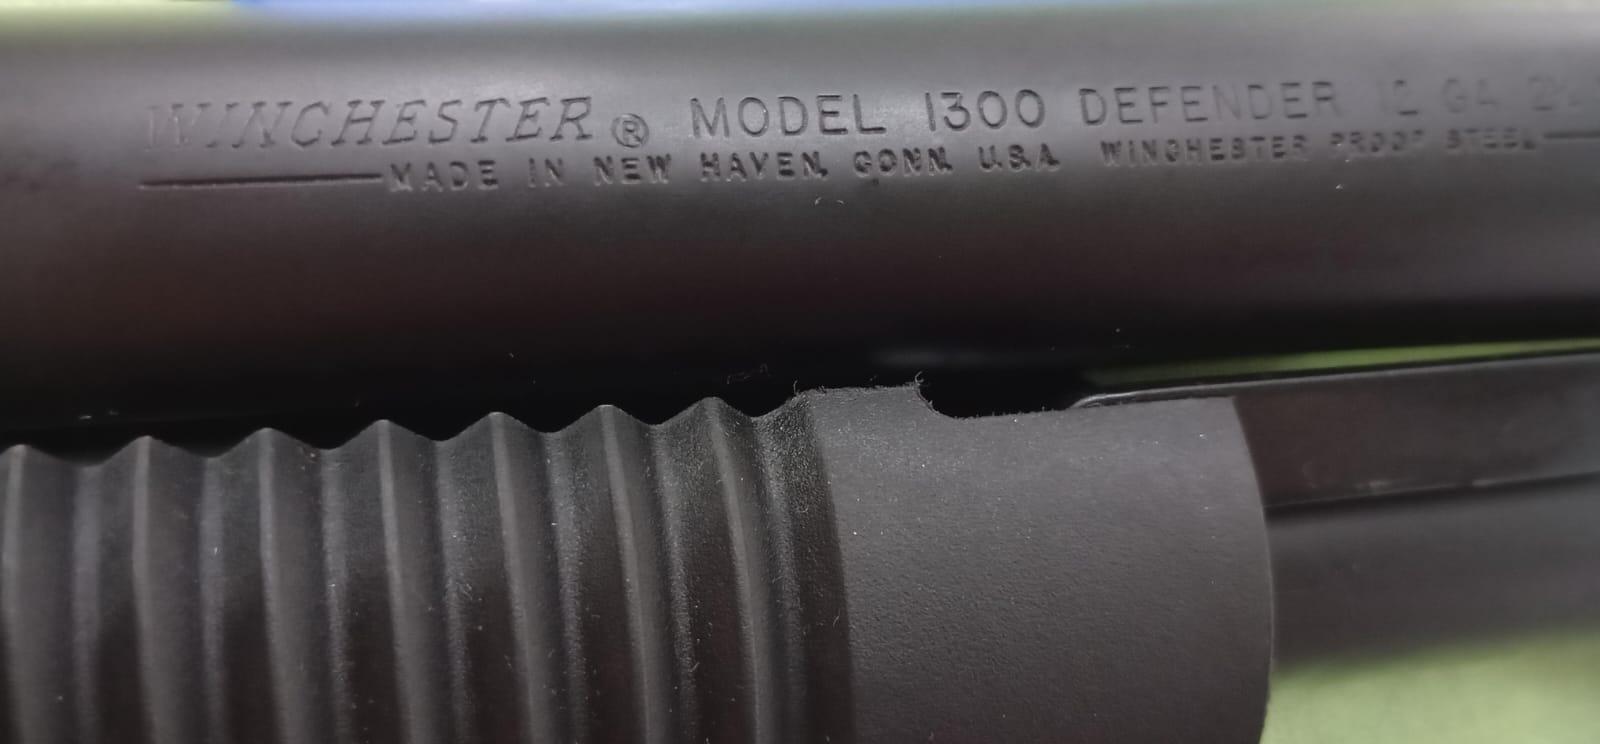 WINCHESTER® MODEL 1300 DEFENDER 12 GA
MADE IN NEW HAVEN, CONN. U.S.A. WINCHESTER PROOF STEEL